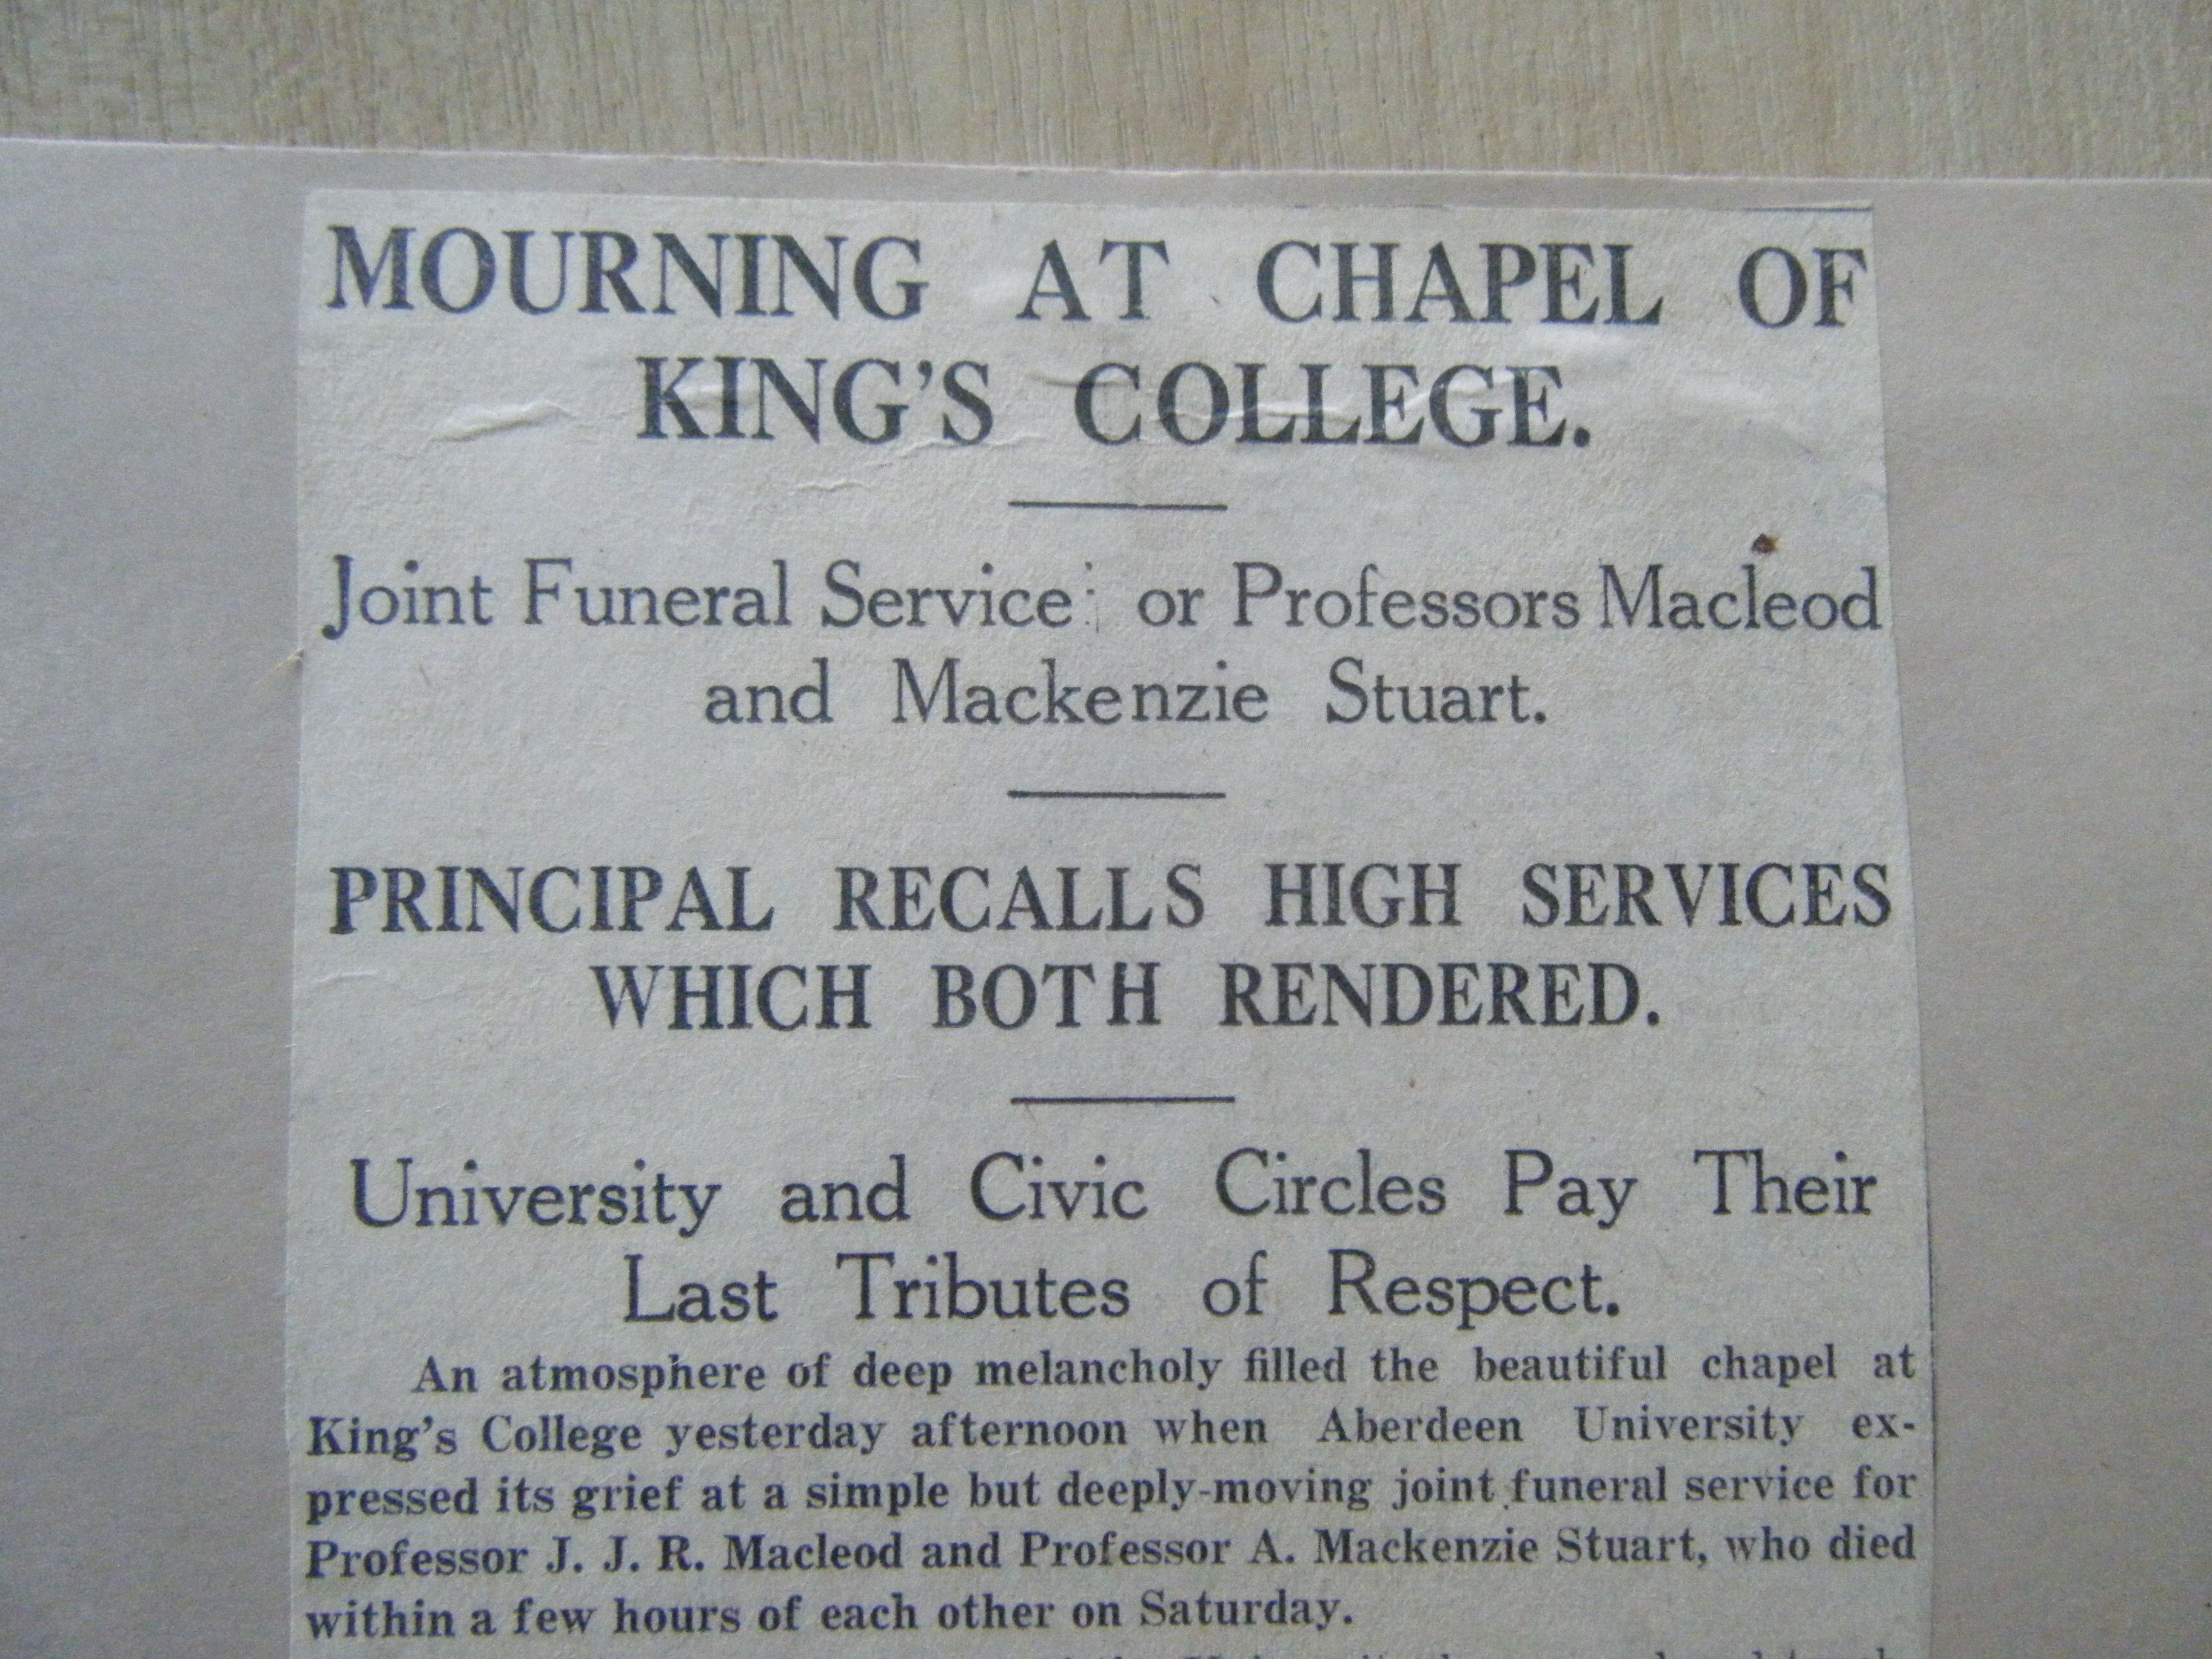 MOURNING AT CHAPEL OF
KING'S COLLEGE.
Joint Funeral Service or Professors Macleod
and Mackenzie Stuart.
PRINCIPAL RECALLS HIGH SERVICES
WHICH BOTH RENDERED.
University and Civic Circles Pay Their
Last Tributes of Respect.
An atmosphere of deep melancholy filled the beautiful chapel at
King's College yesterday afternoon when Aberdeen University ex-
pressed its grief at a simple but deeply-moving joint funeral service for
Professor J. J. R. Macleod and Professor A. Mackenzie Stuart, who died
within a few hours of each other on Saturday.